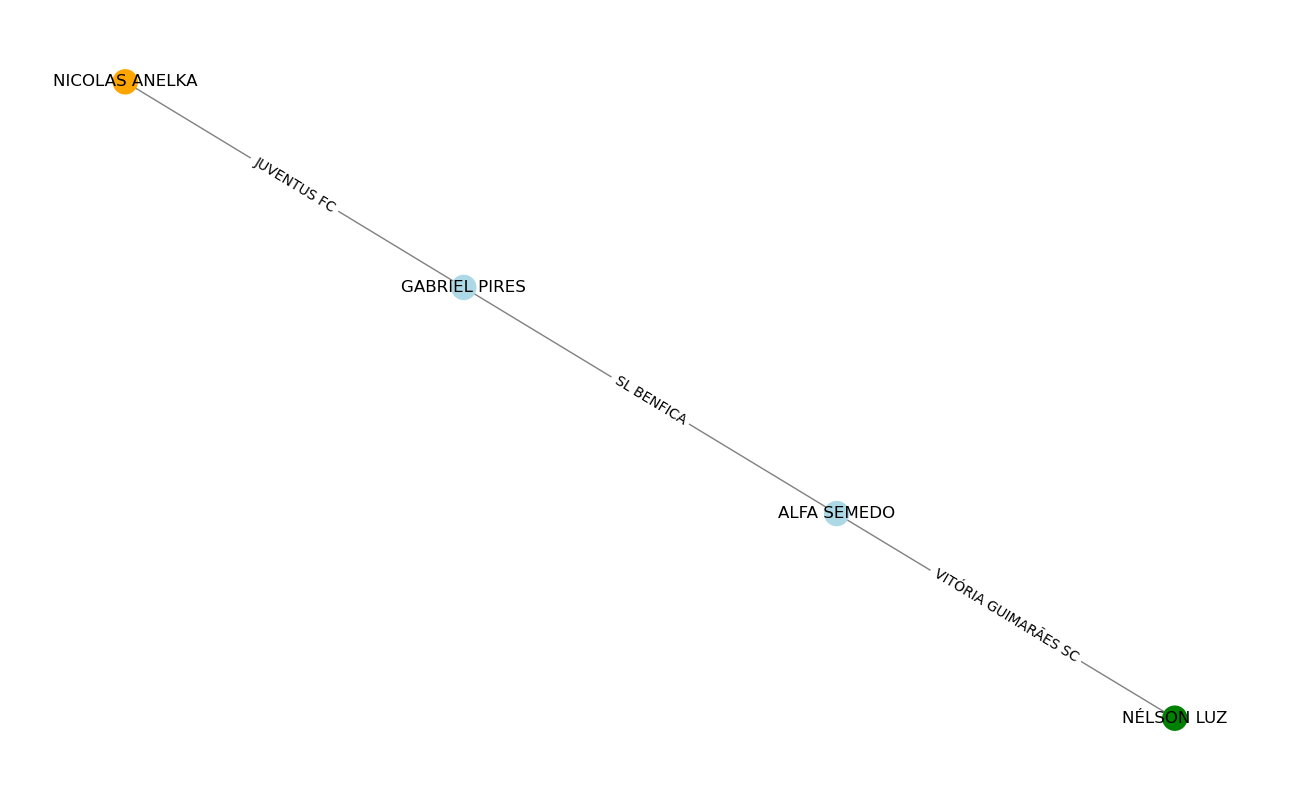 NICOLAS ANELKA
JUVENTUS FC
GABRIEL PIRES
SL BENFICA
ALFA SEMEDO
VITÓRIA GUIMARÃES SC
NÉLSON LUZ